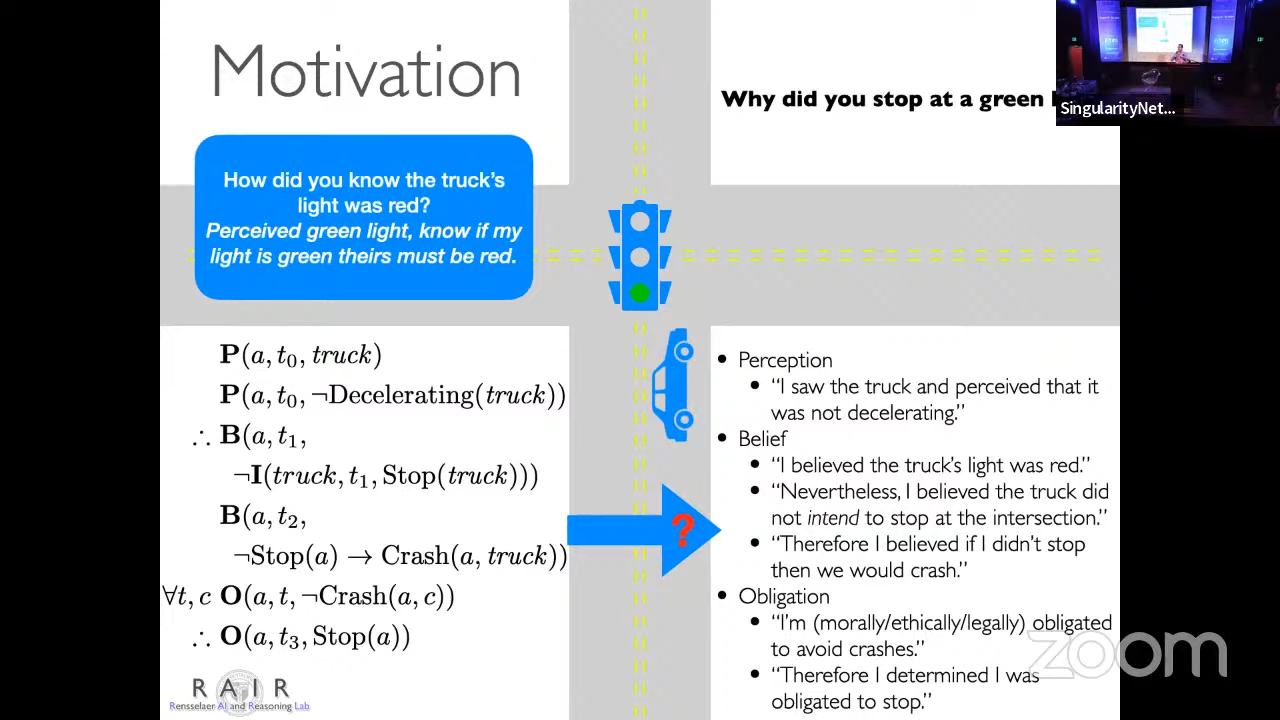 Motivation
Why did you stop at a green
SingularityNet...
How did you know the truck's
light was red?
Perceived green light, know if my
light is green theirs must be red.
P(a, t₀, truck)
P(a, t₀, ¬Decelerating(truck))
∴ B(a, t₁,
¬I(truck, t₁, Stop(truck)))
B(a, t₂,
¬Stop(a) → Crash(a, truck))
∀t, c O(a, t, ¬Crash(a, c))
∴ O(a, t₃, Stop(a))
?
• Perception
• “I saw the truck and perceived that it
was not decelerating.”
• Belief
• “I believed the truck's light was red.”
• “Nevertheless, I believed the truck did
not intend to stop at the intersection.”
• “Therefore I believed if I didn't stop
then we would crash.”
• Obligation
• “I'm (morally/ethically/legally) obligated
to avoid crashes.”
• “Therefore I determined I was
obligated to stop.”
RAIR
Rensselaer AI and Reasoning Lab
zoom